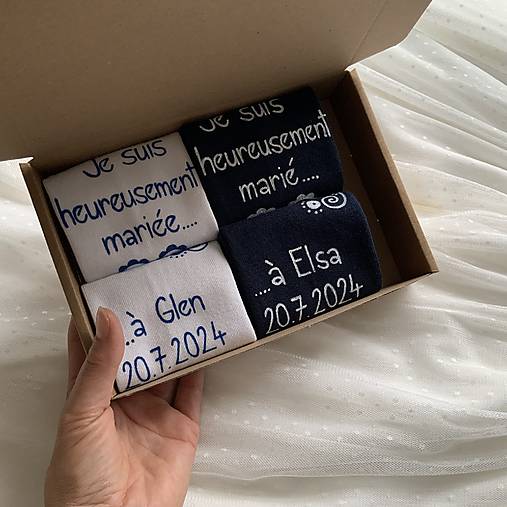 Je suis
heureusement
mariée....
..à Glen
20.7.2024
Je suis
heureusement
marié....
....à Elsa
20.7.2024